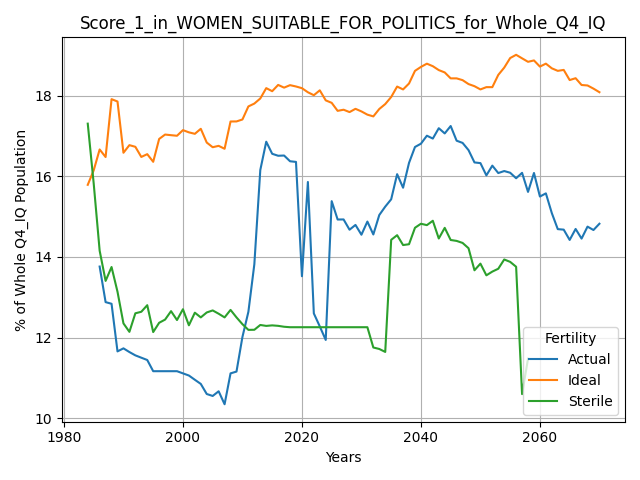 Score_1_in_WOMEN_SUITABLE_FOR_POLITICS_for_Whole_Q4_IQ
% of Whole Q4_IQ Population
18
16
14
12
10
Fertility
Actual
Ideal
Sterile
1980
2000
2020
2040
2060
Years